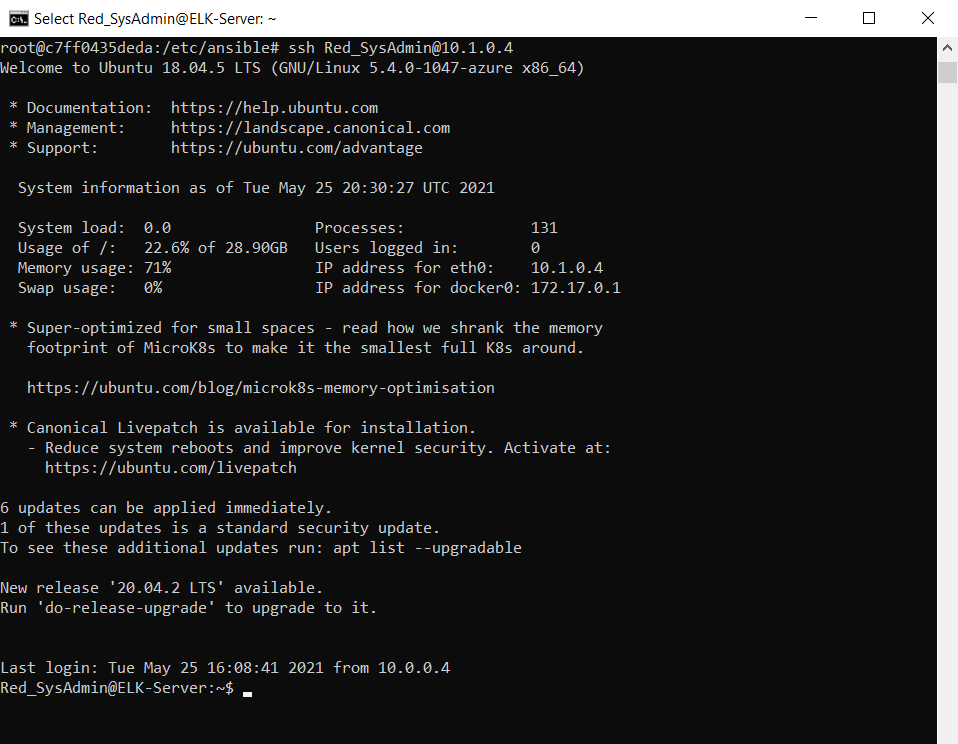 Select Red_SysAdmin@ELK-Server: ~
root@c7ff0435deda:/etc/ansible# ssh Red_SysAdmin@10.1.0.4
Welcome to Ubuntu 18.04.5 LTS (GNU/Linux 5.4.0-1047-azure x86_64)

 * Documentation:  https://help.ubuntu.com
 * Management:     https://landscape.canonical.com
 * Support:        https://ubuntu.com/advantage

  System information as of Tue May 25 20:30:27 UTC 2021

  System load:  0.0                Processes:              131
  Usage of /:   22.6% of 28.90GB   Users logged in:        0
  Memory usage: 71%                IP address for eth0:    10.1.0.4
  Swap usage:   0%                 IP address for docker0: 172.17.0.1

 * Super-optimized for small spaces - read how we shrank the memory
   footprint of MicroK8s to make it the smallest full K8s around.

   https://ubuntu.com/blog/microk8s-memory-optimisation

 * Canonical Livepatch is available for installation.
   - Reduce system reboots and improve kernel security. Activate at:
     https://ubuntu.com/livepatch

6 updates can be applied immediately.
1 of these updates is a standard security update.
To see these additional updates run: apt list --upgradable

New release '20.04.2 LTS' available.
Run 'do-release-upgrade' to upgrade to it.


Last login: Tue May 25 16:08:41 2021 from 10.0.0.4
Red_SysAdmin@ELK-Server:~$